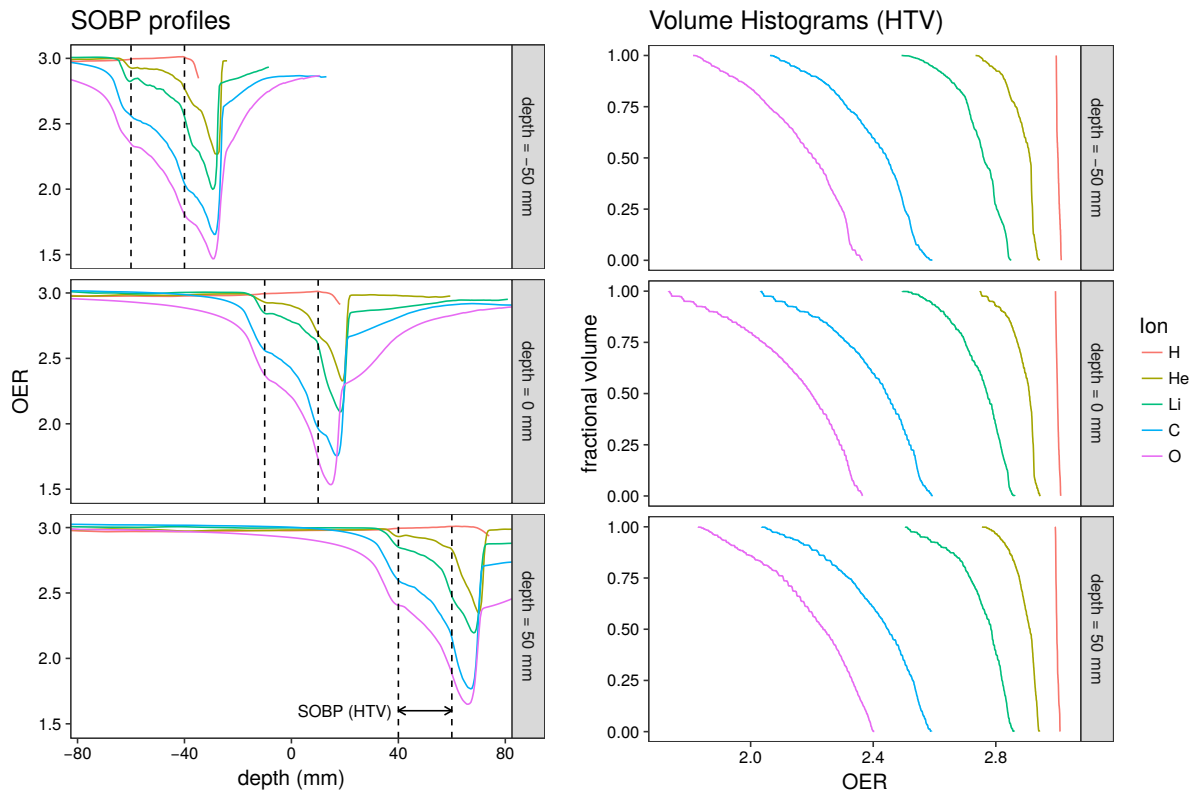 SOBP profiles
3.0
2.5
2.0
1.5
depth = −50 mm
3.0
2.5
2.0
1.5
depth = 0 mm
3.0
2.5
2.0
1.5
depth = 50 mm
SOBP (HTV)
OER
−80
−40
0
40
80
depth (mm)
Volume Histograms (HTV)
1.00
0.75
0.50
0.25
0.00
depth = −50 mm
1.00
0.75
0.50
0.25
0.00
depth = 0 mm
1.00
0.75
0.50
0.25
0.00
depth = 50 mm
fractional volume
2.0
2.4
2.8
OER
Ion
H
He
Li
C
O